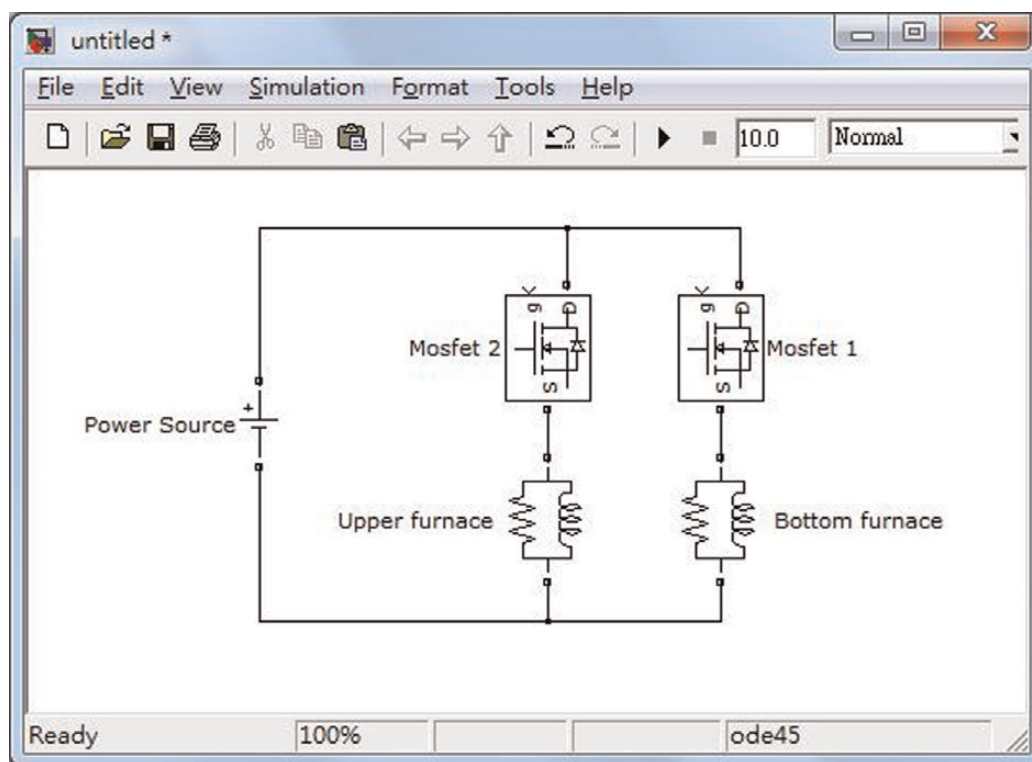 untitled *
File Edit View Simulation Format Tools Help
10.0 Normal
g D
g D
Mosfet 2
Mosfet 1
S
S
+
Power Source
Upper furnace
Bottom furnace
Ready 100% ode45